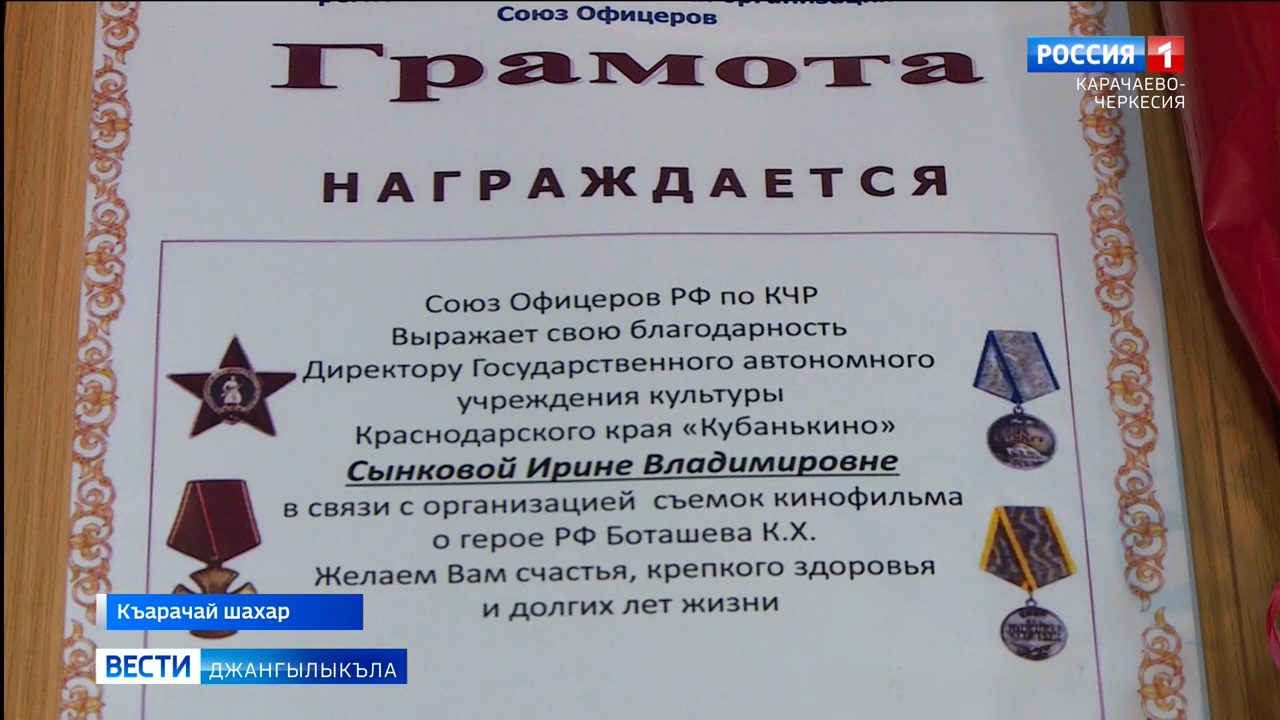 Союз Офицеров
Грамота
НАГРАЖДАЕТСЯ
Союз Офицеров РФ по КЧР
Выражает свою благодарность
Директору Государственного автономного
учреждения культуры
Краснодарского края «Кубанькино»
Сынковой Ирине Владимировне
в связи с организацией съемок кинофильма
о герое РФ Боташева К.Х.
Желаем Вам счастья, крепкого здоровья
и долгих лет жизни
РОССИЯ 1
КАРАЧАЕВО-
ЧЕРКЕСИЯ
Къарачай шахар
ВЕСТИ ДЖАНГЫЛЫКЪЛА